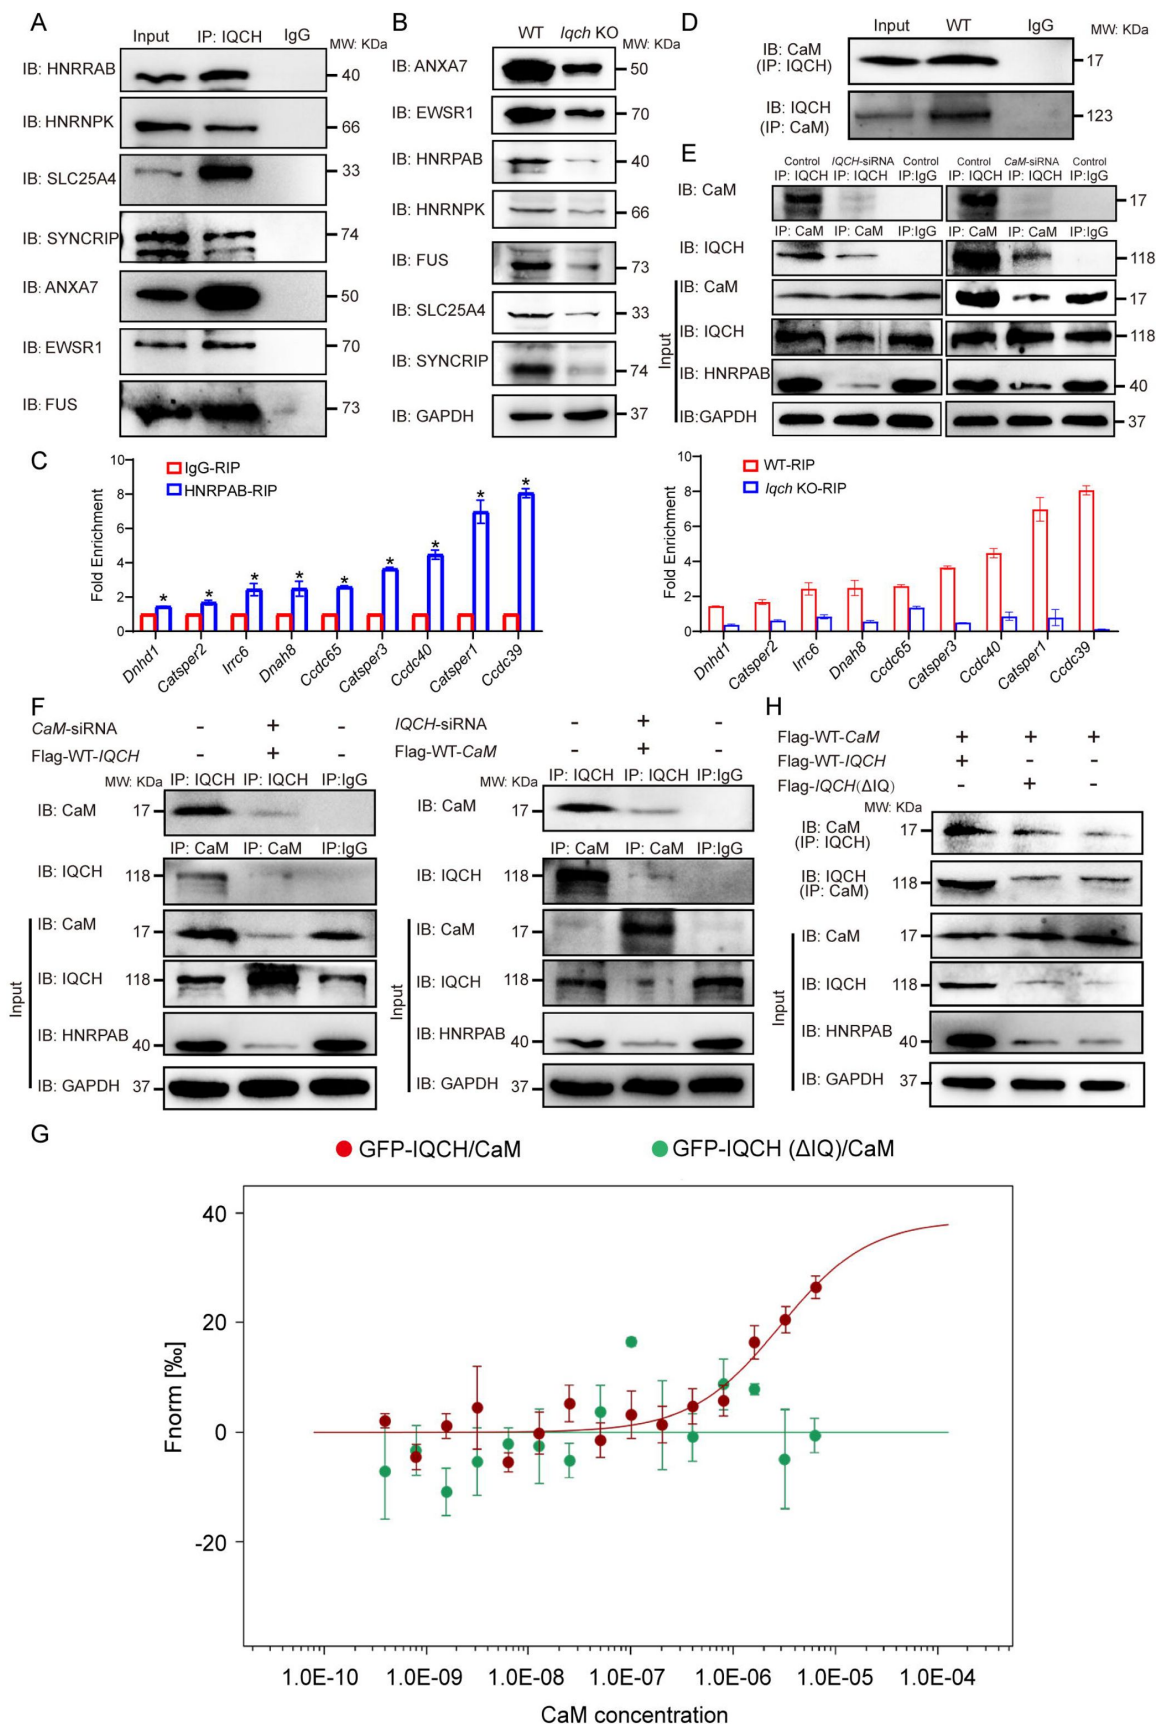 A
Input IP: IQCH IgG
MW: KDa
IB: HNRRAB 40
IB: HNRNPK 66
IB: SLC25A4 33
IB: SYNCRIP 74
IB: ANXA7 50
IB: EWSR1 70
IB: FUS 73
B
WT Iqch KO
MW: KDa
IB: ANXA7 50
IB: EWSR1 70
IB: HNRPAB 40
IB: HNRNPK 66
IB: FUS 73
IB: SLC25A4 33
IB: SYNCRIP 74
IB: GAPDH 37
D
Input WT IgG
MW: KDa
IB: CaM
(IP: IQCH)
17
IB: IQCH
(IP: CaM)
123
E
Control IQCH-siRNA Control Control CaM-siRNA Control
IP: IQCH IP: IQCH IP:IgG IP: IQCH IP: IQCH IP:IgG
IB: CaM 17
IP: CaM IP: CaM IP:IgG IP: CaM IP: CaM IP:IgG
IB: IQCH 118
Input
IB: CaM 17
IB: IQCH 118
IB: HNRPAB 40
IB:GAPDH 37
C
IgG-RIP
HNRPAB-RIP
Fold Enrichment
10
8
6
4
2
0
* * * * * * * * *
Dnhd1 Catsper2 lrrc6 Dnah8 Ccdc65 Catsper3 Ccdc40 Catsper1 Ccdc39
WT-RIP
Iqch KO-RIP
Fold Enrichment
10
8
6
4
2
0
Dnhd1 Catsper2 lrrc6 Dnah8 Ccdc65 Catsper3 Ccdc40 Catsper1 Ccdc39
F
CaM-siRNA - + -
Flag-WT-IQCH - + -
MW: KDa IP: IQCH IP: IQCH IP:IgG
IB: CaM 17
IP: CaM IP: CaM IP:IgG
IB: IQCH 118
Input
IB: CaM 17
IB: IQCH 118
IB: HNRPAB 40
IB: GAPDH 37
IQCH-siRNA - + -
Flag-WT-CaM - + -
MW: KDa IP: IQCH IP: IQCH IP:IgG
IB: CaM 17
IP: CaM IP: CaM IP:IgG
IB: IQCH 118
Input
IB: CaM 17
IB: IQCH 118
IB: HNRPAB 40
IB: GAPDH 37
H
Flag-WT-CaM + + +
Flag-WT-IQCH + - -
Flag-IQCH(ΔIQ) - + -
MW: KDa
IB: CaM
(IP: IQCH)
17
IB: IQCH
(IP: CaM)
118
Input
IB: CaM 17
IB: IQCH 118
IB: HNRPAB 40
IB: GAPDH 37
G
GFP-IQCH/CaM GFP-IQCH (ΔIQ)/CaM
Fnorm [‰]
40
20
0
-20
1.0E-10 1.0E-09 1.0E-08 1.0E-07 1.0E-06 1.0E-05 1.0E-04
CaM concentration